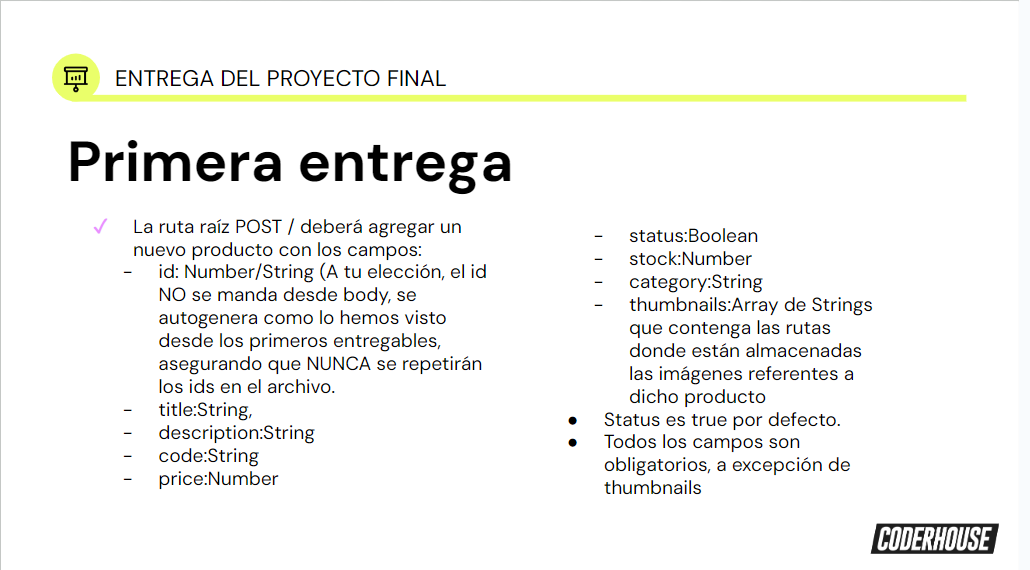 ENTREGA DEL PROYECTO FINAL
Primera entrega
✓ La ruta raíz POST / deberá agregar un
nuevo producto con los campos:
- id: Number/String (A tu elección, el id
NO se manda desde body, se
autogenera como lo hemos visto
desde los primeros entregables,
asegurando que NUNCA se repetirán
los ids en el archivo.
- title:String,
- description:String
- code:String
- price:Number
- status:Boolean
- stock:Number
- category:String
- thumbnails:Array de Strings
que contenga las rutas
donde están almacenadas
las imágenes referentes a
dicho producto
● Status es true por defecto.
● Todos los campos son
obligatorios, a excepción de
thumbnails
CODERHOUSE